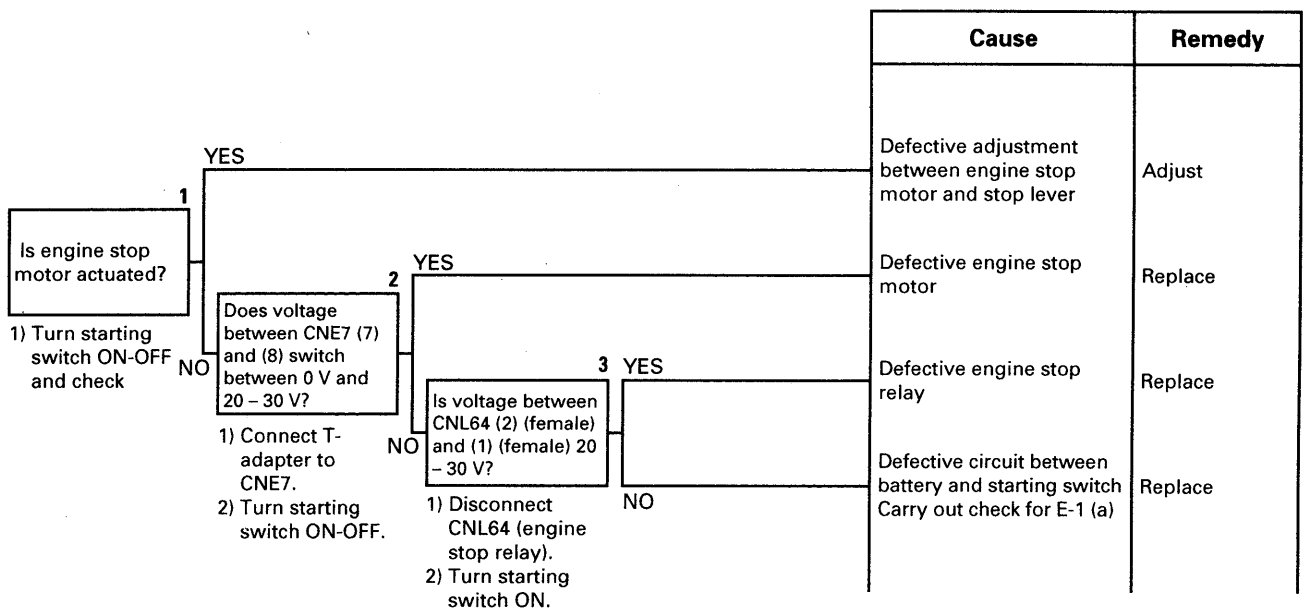 Cause
Remedy
YES
Defective adjustment
between engine stop
motor and stop lever
Adjust
1
Is engine stop
motor actuated?
1) Turn starting
switch ON-OFF
and check
NO
YES
Defective engine stop
motor
Replace
2
Does voltage
between CNE7 (7)
and (8) switch
between 0 V and
20 – 30 V?
1) Connect T-
adapter to
CNE7.
2) Turn starting
switch ON-OFF.
NO
3
YES
Defective engine stop
relay
Replace
Is voltage between
CNL64 (2) (female)
and (1) (female) 20
– 30 V?
1) Disconnect
CNL64 (engine
stop relay).
2) Turn starting
switch ON.
NO
Defective circuit between
battery and starting switch
Carry out check for E-1 (a)
Replace